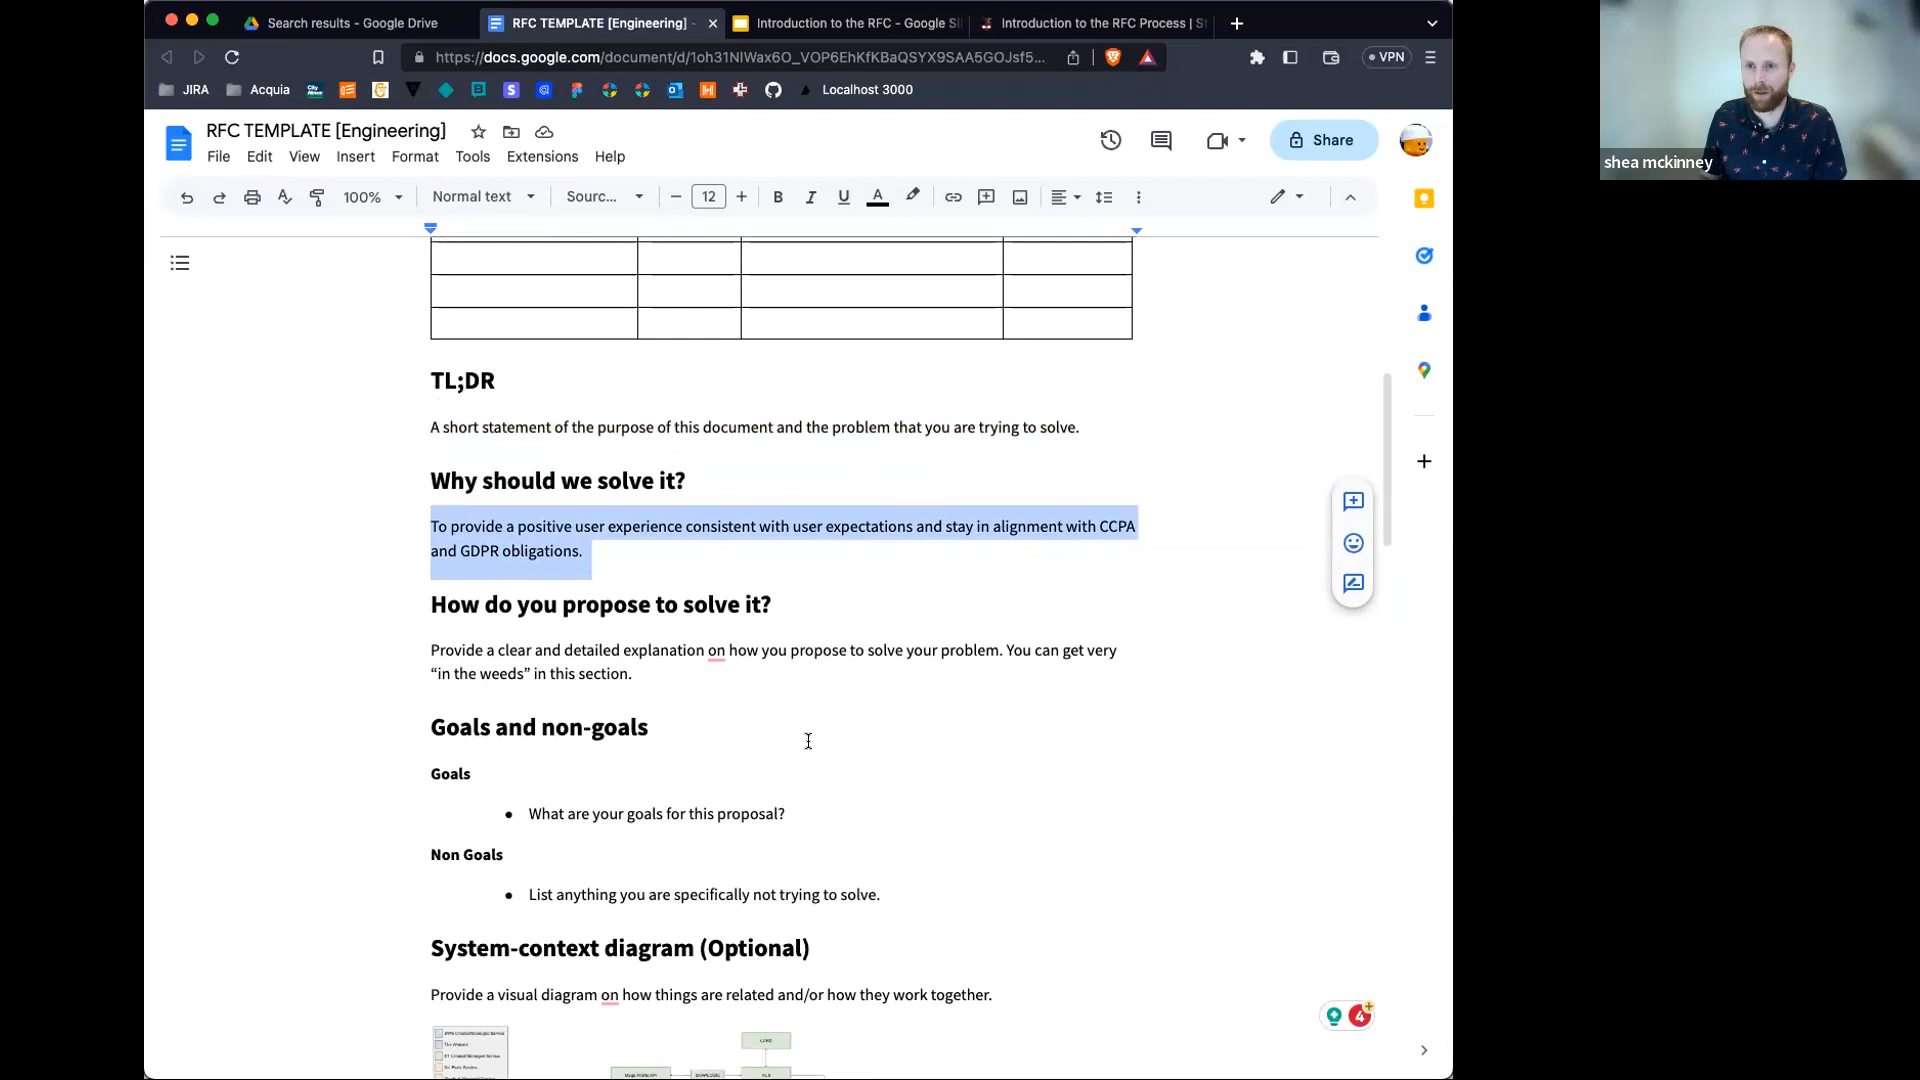 Search results - Google Drive
RFC TEMPLATE [Engineering] -
Introduction to the RFC - Google Sl
Introduction to the RFC Process | St
https://docs.google.com/document/d/1oh31NIWax6O_VOP6EhKfKBaQSYX9SAA5GOJsf5...
VPN
JIRA
Acquia
Localhost 3000
RFC TEMPLATE [Engineering]
File Edit View Insert Format Tools Extensions Help
Share
100% Normal text Sourc... 12
shea mckinney
TL;DR
A short statement of the purpose of this document and the problem that you are trying to solve.
Why should we solve it?
To provide a positive user experience consistent with user expectations and stay in alignment with CCPA
and GDPR obligations.
How do you propose to solve it?
Provide a clear and detailed explanation on how you propose to solve your problem. You can get very
“in the weeds” in this section.
Goals and non-goals
Goals
● What are your goals for this proposal?
Non Goals
● List anything you are specifically not trying to solve.
System-context diagram (Optional)
Provide a visual diagram on how things are related and/or how they work together.
The Website
4